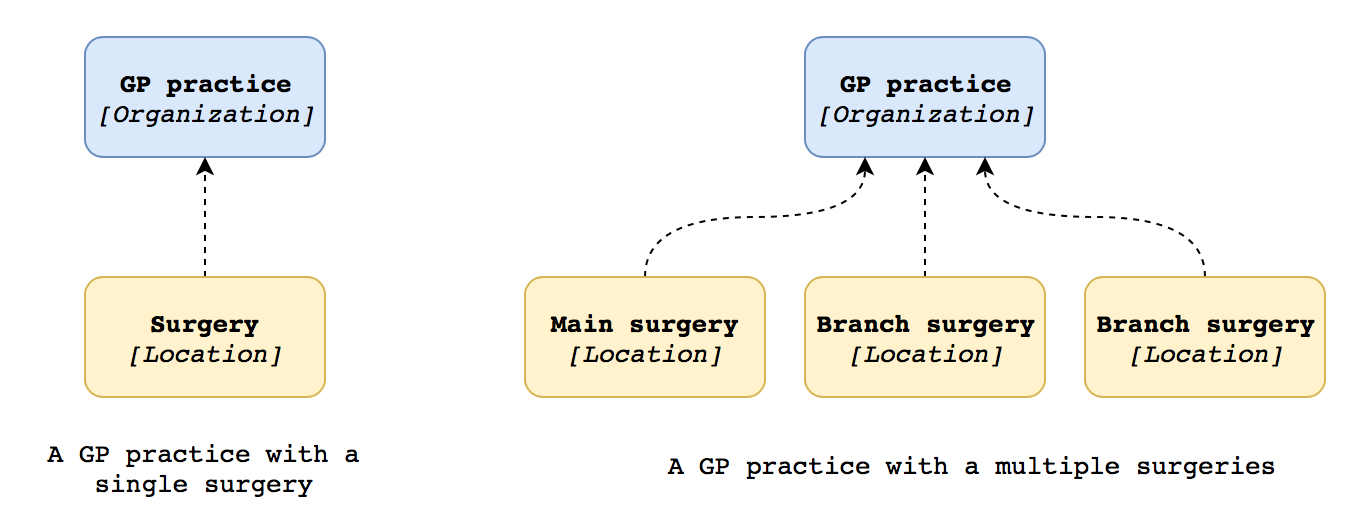 GP practice
[Organization]
Surgery
[Location]
A GP practice with a
single surgery
GP practice
[Organization]
Main surgery
[Location]
Branch surgery
[Location]
Branch surgery
[Location]
A GP practice with a multiple surgeries